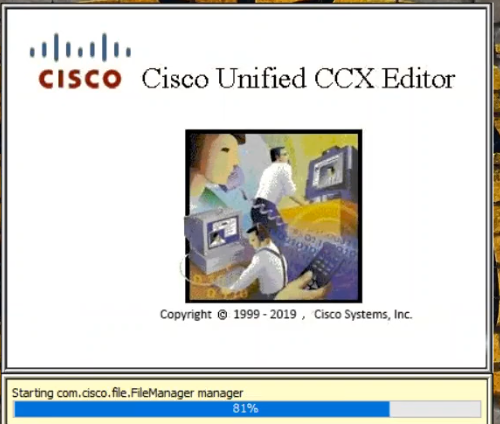 CISCO
Cisco Unified CCX Editor
Copyright © 1999 - 2019 , Cisco Systems, Inc.
Starting com.cisco.file.FileManager manager
81%